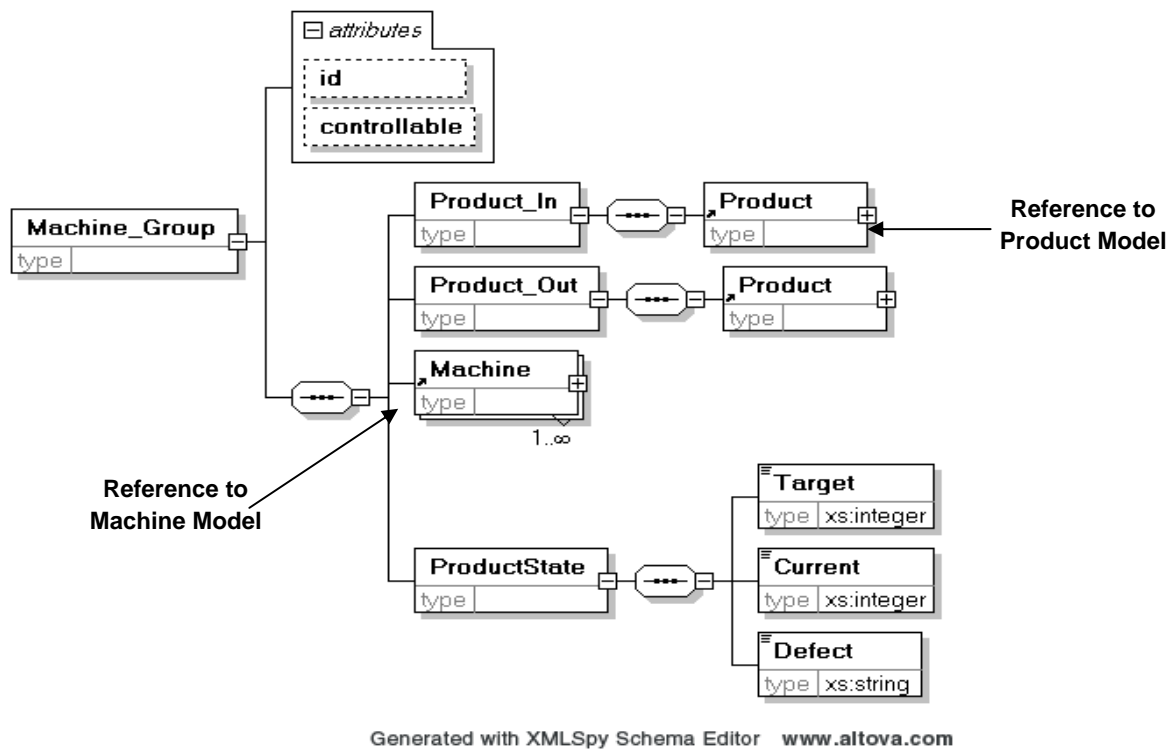 attributes
id
controllable
Machine_Group
type
Product_In
type
Product
type
Reference to
Product Model
Product_Out
type
Product
type
Machine
type
1..∞
Reference to
Machine Model
ProductState
type
Target
type xs:integer
Current
type xs:integer
Defect
type xs:string
Generated with XMLSpy Schema Editor www.altova.com